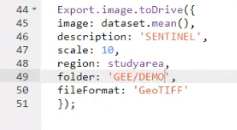 44 Export.image.toDrive({
45 image: dataset.mean(),
46 description: 'SENTINEL',
47 scale: 10,
48 region: studyarea,
49 folder: 'GEE/DEMO',
50 fileFormat: 'GeoTIFF'
51 });